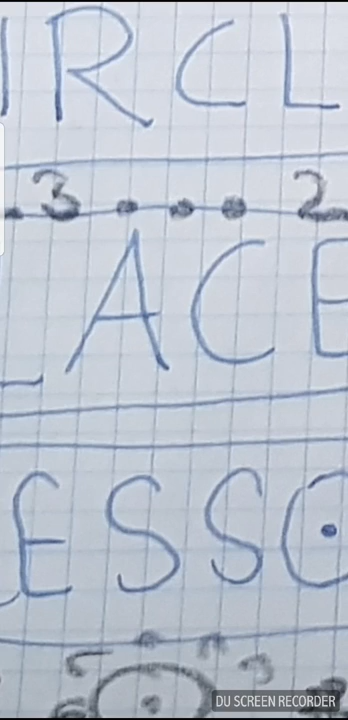 IRCL
3 • • • 2
LACE
ESSO
DU SCREEN RECORDER